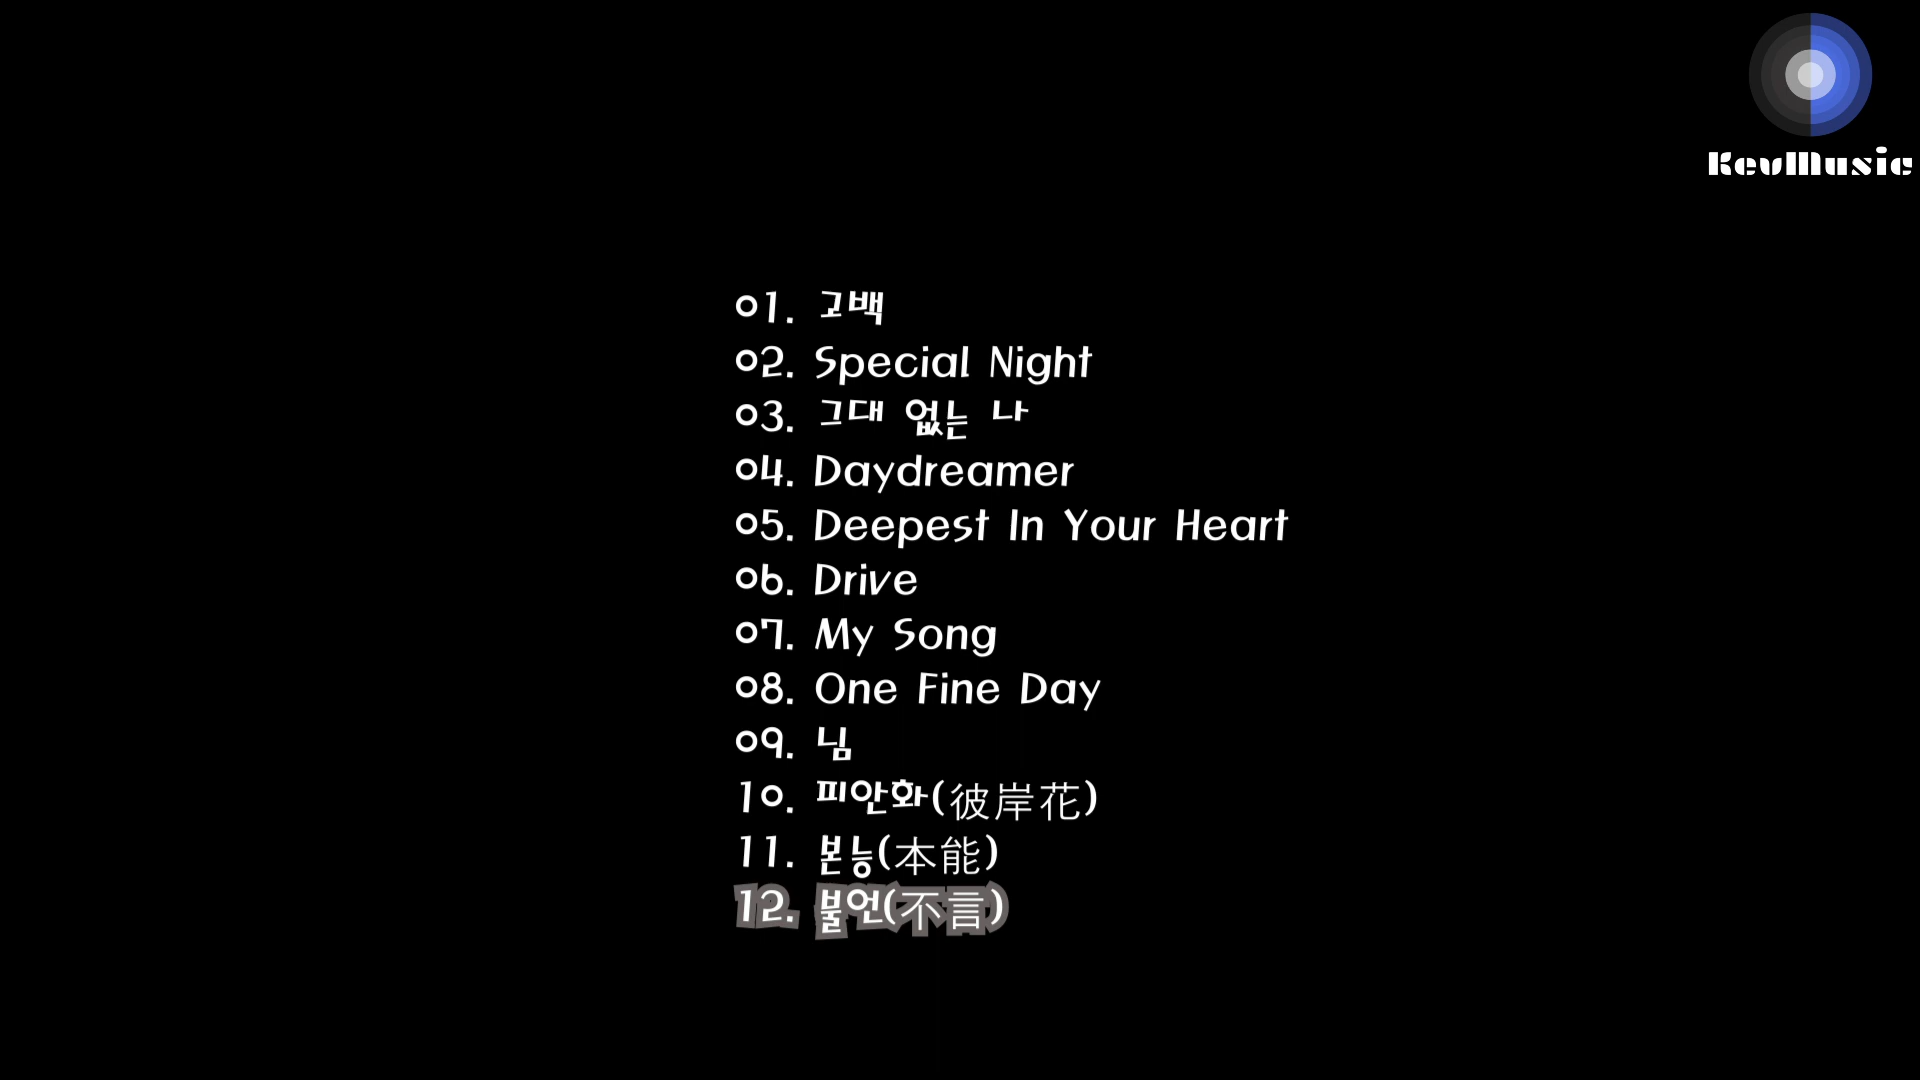 KevMusic
01. 고백
02. Special Night
03. 그대 없는 나
04. Daydreamer
05. Deepest In Your Heart
06. Drive
07. My Song
08. One Fine Day
09. 님
10. 피안화(彼岸花)
11. 본능(本能)
12. 불언(不言)